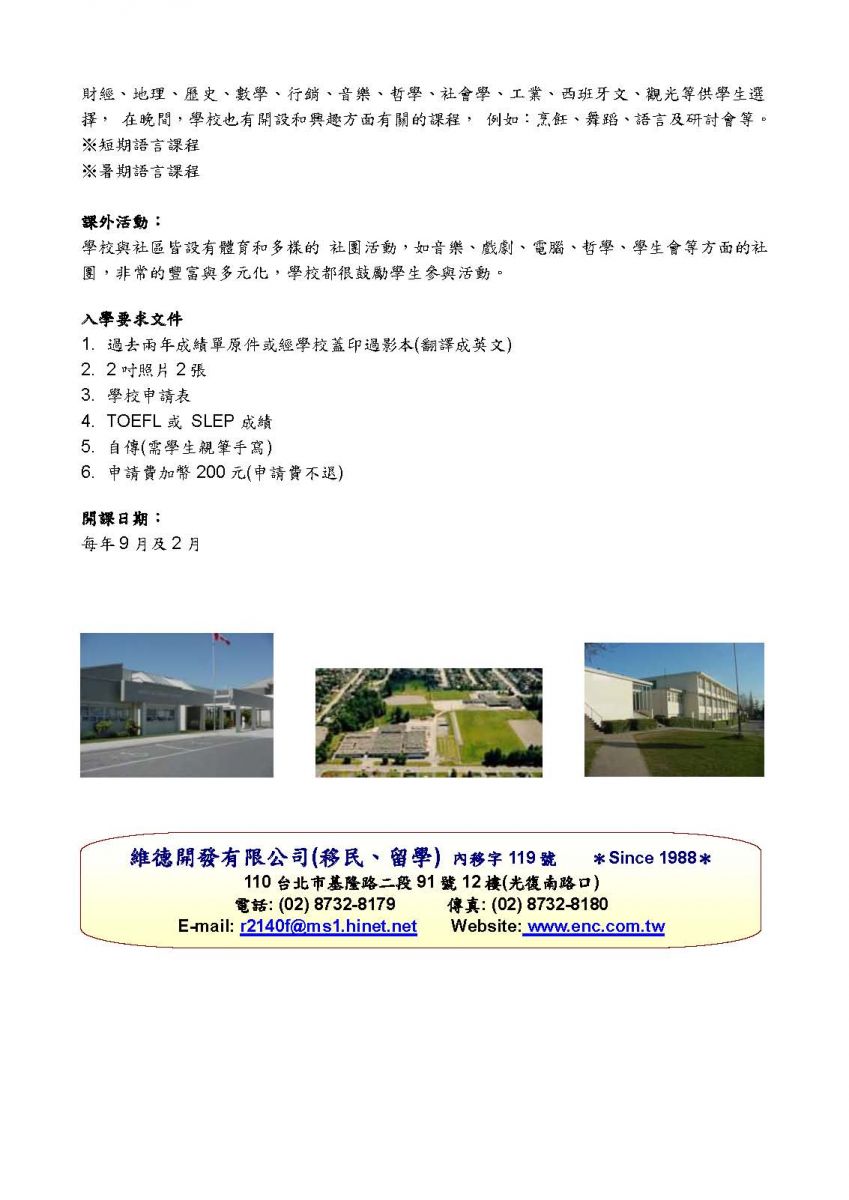 財經、地理、歷史、數學、行銷、音樂、哲學、社會學、工業、西班牙文、觀光等供學生選
擇， 在晚間，學校也有開設和興趣方面有關的課程， 例如：烹飪、舞蹈、語言及研討會等。
※短期語言課程
※暑期語言課程
課外活動：
學校與社區皆設有體育和多樣的 社團活動，如音樂、戲劇、電腦、哲學、學生會等方面的社
團，非常的豐富與多元化，學校都很鼓勵學生參與活動。
入學要求文件
1. 過去兩年成績單原件或經學校蓋印過影本(翻譯成英文)
2. 2 吋照片 2 張
3. 學校申請表
4. TOEFL 或 SLEP 成績
5. 自傳(需學生親筆手寫)
6. 申請費加幣 200 元(申請費不退)
開課日期：
每年 9 月及 2 月
維德開發有限公司(移民、留學) 內移字 119 號 ＊Since 1988＊
110 台北市基隆路二段 91 號 12 樓(光復南路口)
電話: (02) 8732-8179 傳真: (02) 8732-8180
E-mail: r2140f@ms1.hinet.net Website: www.enc.com.tw